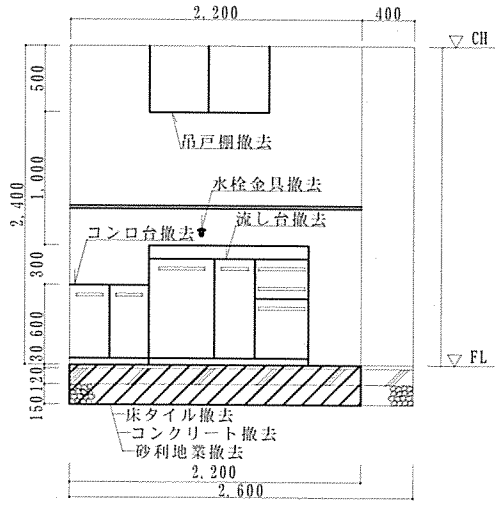 2,200
400
CH
500
吊戸棚撤去
1,000
2,400
水栓金具撤去
流し台撤去
コンロ台撤去
300
600
FL
30
120
150
床タイル撤去
コンクリート撤去
砂利地業撤去
2,200
2,600